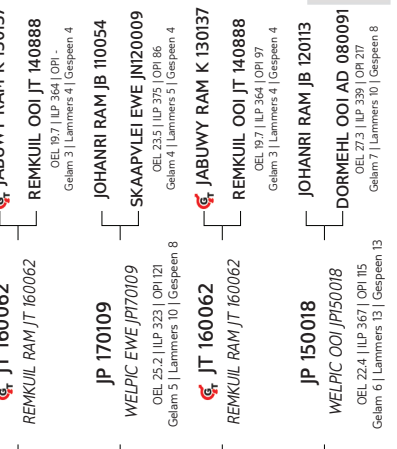 JT 160062
REMKUIL RAM JT 160062
JP 170109
WELPIC EWE JP170109
OEL 25.2 | ILP 323 | OPI 121
Gelam 5 | Lammers 10 | Gespeen 8
GT JT 160062
REMKUIL RAM JT 160062
JP 150018
WELPIC OOI JP150018
OEL 22.4 | ILP 367 | OPI 115
Gelam 6 | Lammers 13 | Gespeen 13
JABUWY RAM K 130137
REMKUIL OOI JT 140888
OEL 19.7 | ILP 364 | OPI -
Gelam 3 | Lammers 4 | Gespeen 4
JOHANRI RAM JB 110054
SKAAPVLEI EWE JN120009
OEL 23.5 | ILP 375 | OPI 86
Gelam 4 | Lammers 5 | Gespeen 4
GT JABUWY RAM K 130137
REMKUIL OOI JT 140888
OEL 19.7 | ILP 364 | OPI 97
Gelam 3 | Lammers 4 | Gespeen 4
JOHANRI RAM JB 120113
DORMEHL OOI AD 080091
OEL 27.3 | ILP 339 | OPI 217
Gelam 7 | Lammers 10 | Gespeen 8